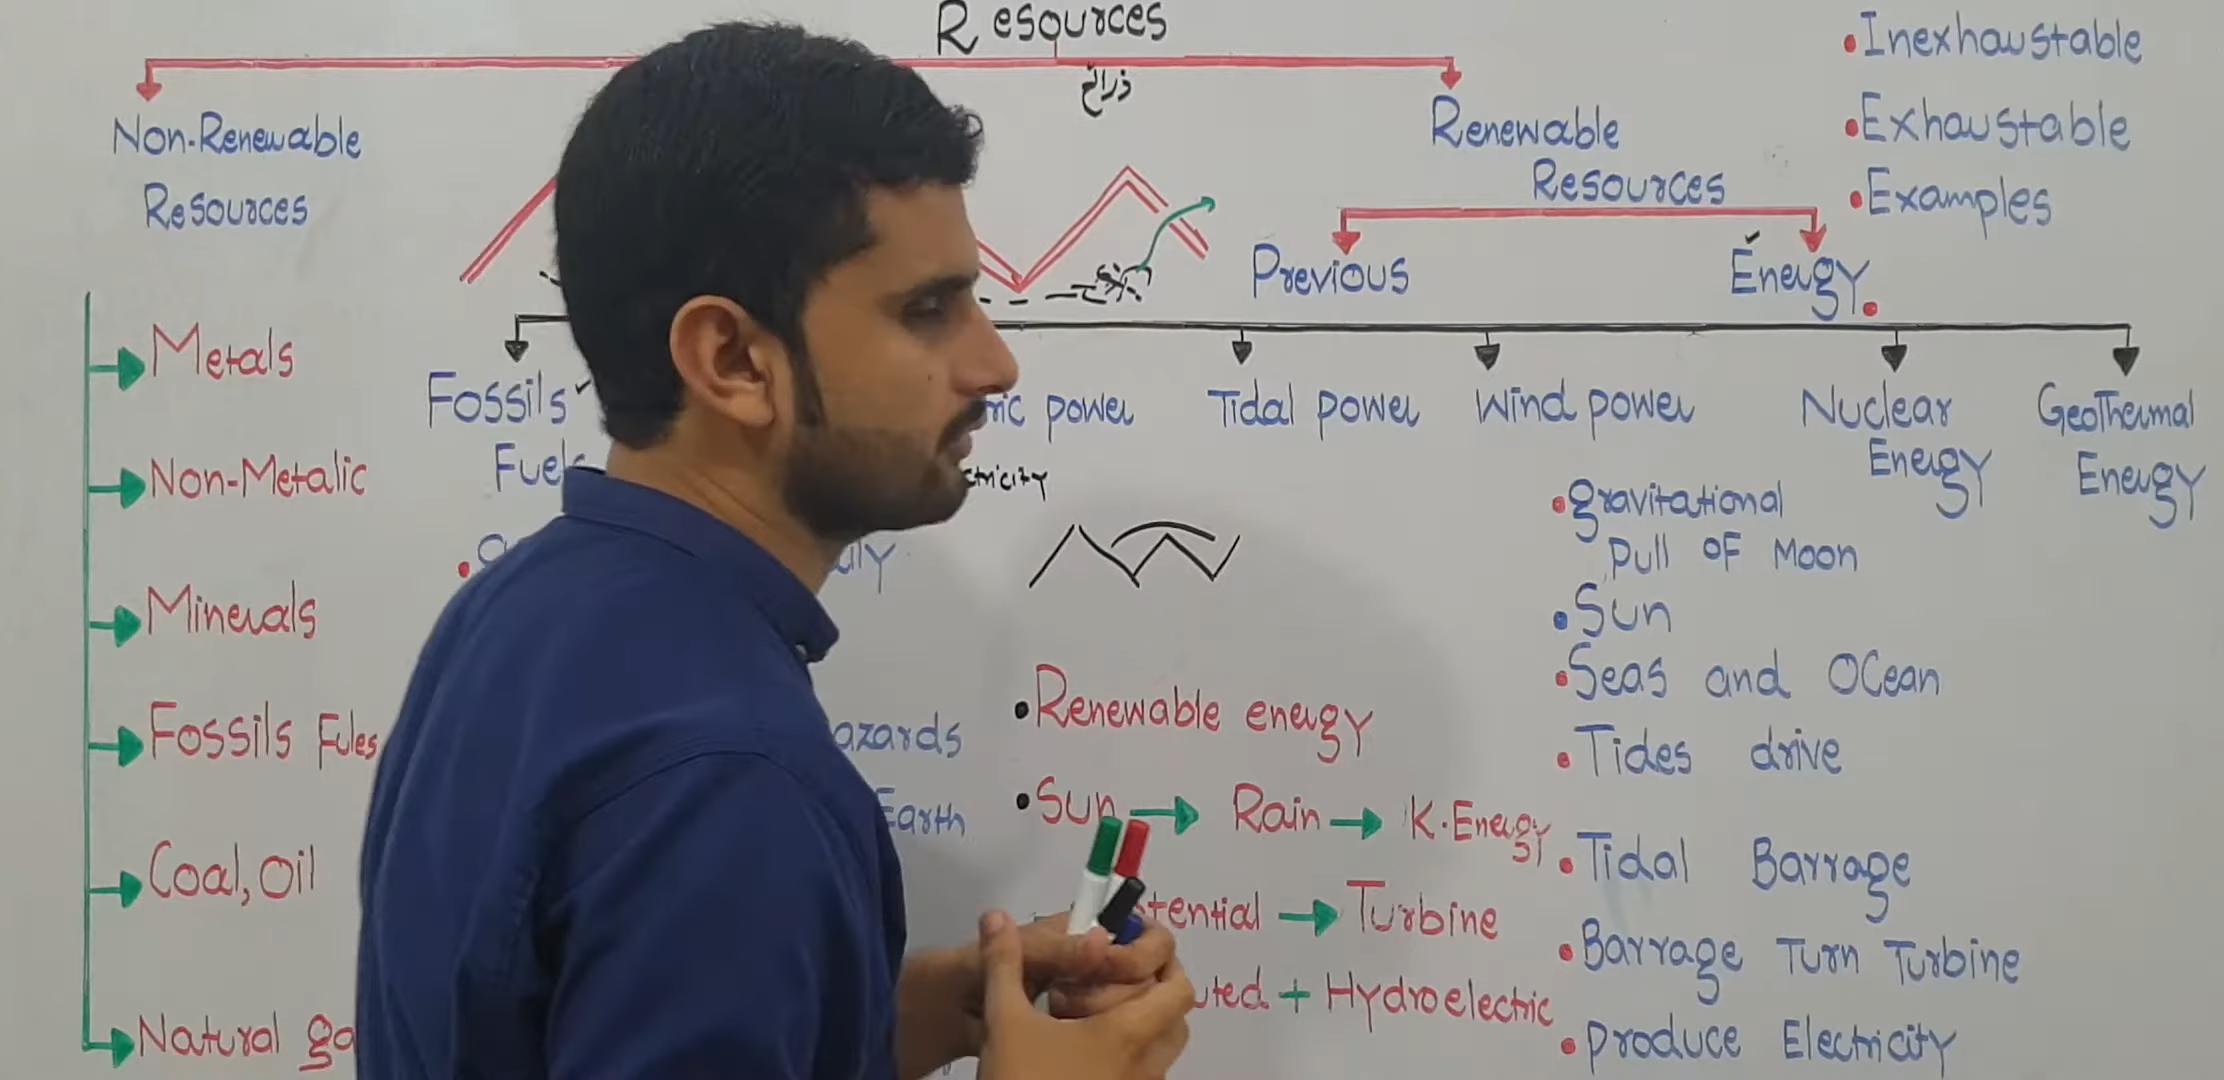 Resources
ذرائع
Non-Renewable
Resources
Renewable
Resources
• Inexhaustable
• Exhaustable
• Examples
Previous
Energy.
Metals
Non-Metalic
Minerals
Fossils Fules
Coal, Oil
Natural
Fossils
Fuels
power
Tidal power
Wind power
Nuclear
Energy
GeoThermal
Energy
Earth
• Renewable energy
• Sun → Rain → K.Energy
→ Turbine
+ Hydroelectric
• gravitational
Pull OF Moon
• Sun
• Seas and OCean
• Tides drive
• Tidal Barrage
• Barrage Turn Turbine
• produce Electricity